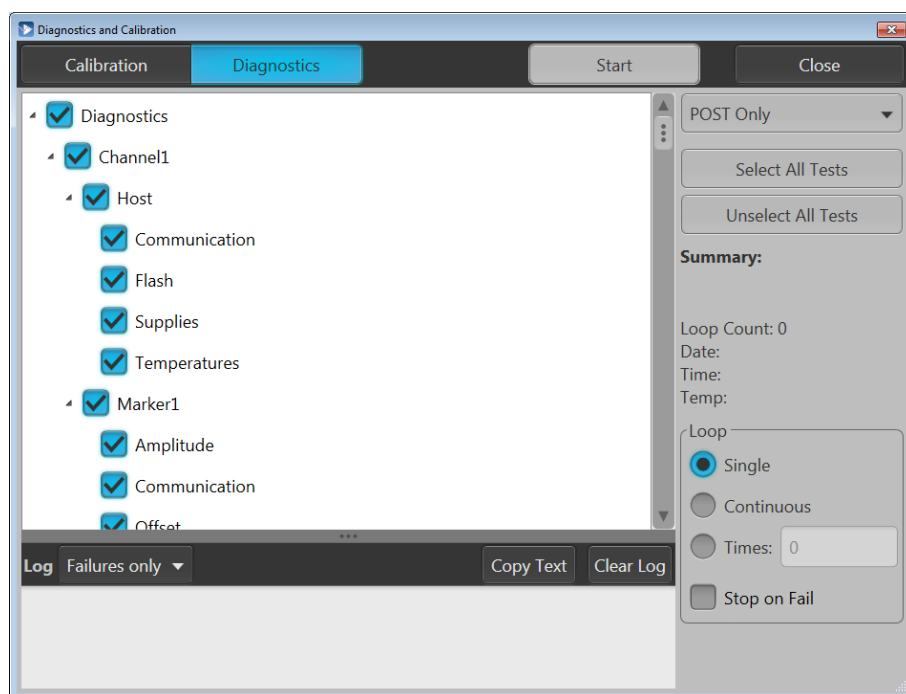 Diagnostics and Calibration
Calibration
Diagnostics
Start
Close
Diagnostics
Channel1
Host
Communication
Flash
Supplies
Temperatures
Marker1
Amplitude
Communication
Offset
POST Only
Select All Tests
Unselect All Tests
Summary:
Loop Count: 0
Date:
Time:
Temp:
Loop
Single
Continuous
Times: 0
Stop on Fail
Log Failures only
Copy Text
Clear Log